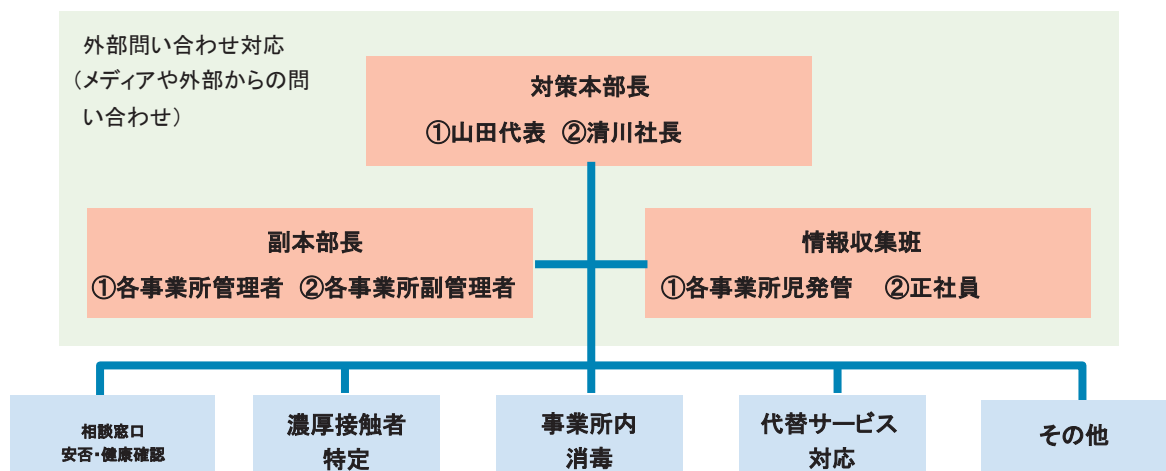 外部問い合わせ対応
（メディアや外部からの問
い合わせ）
対策本部長
①山田代表 ②清川社長
副本部長
①各事業所管理者 ②各事業所副管理者
情報収集班
①各事業所児発管 ②正社員
相談窓口
安否・健康確認
濃厚接触者
特定
事業所内
消毒
代替サービス
対応
その他